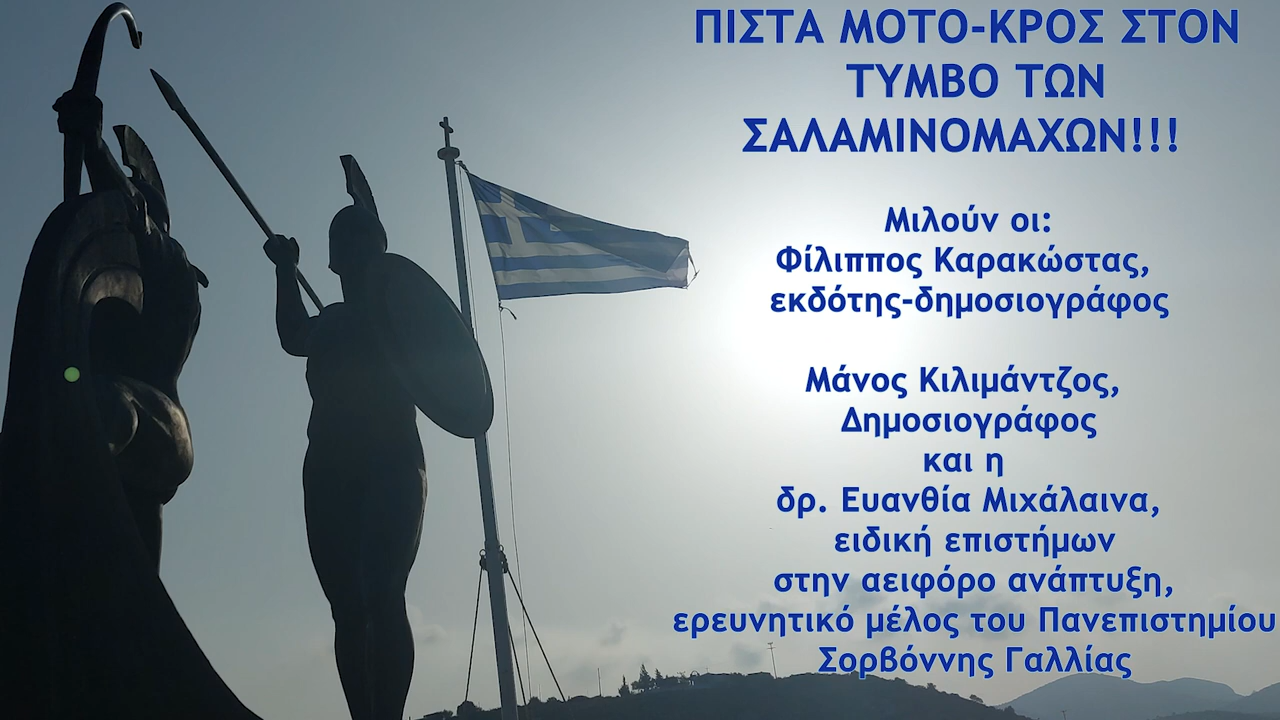 ΠΙΣΤΑ ΜΟΤΟ-ΚΡΟΣ ΣΤΟΝ
ΤΥΜΒΟ ΤΩΝ
ΣΑΛΑΜΙΝΟΜΑΧΩΝ!!!
Μιλούν οι:
Φίλιππος Καρακώστας,
εκδότης-δημοσιογράφος
Μάνος Κιλιμάντζος,
Δημοσιογράφος
και η
δρ. Ευανθία Μιχάλαινα,
ειδική επιστήμων
στην αειφόρο ανάπτυξη,
ερευνητικό μέλος του Πανεπιστημίου
Σορβόννης Γαλλίας